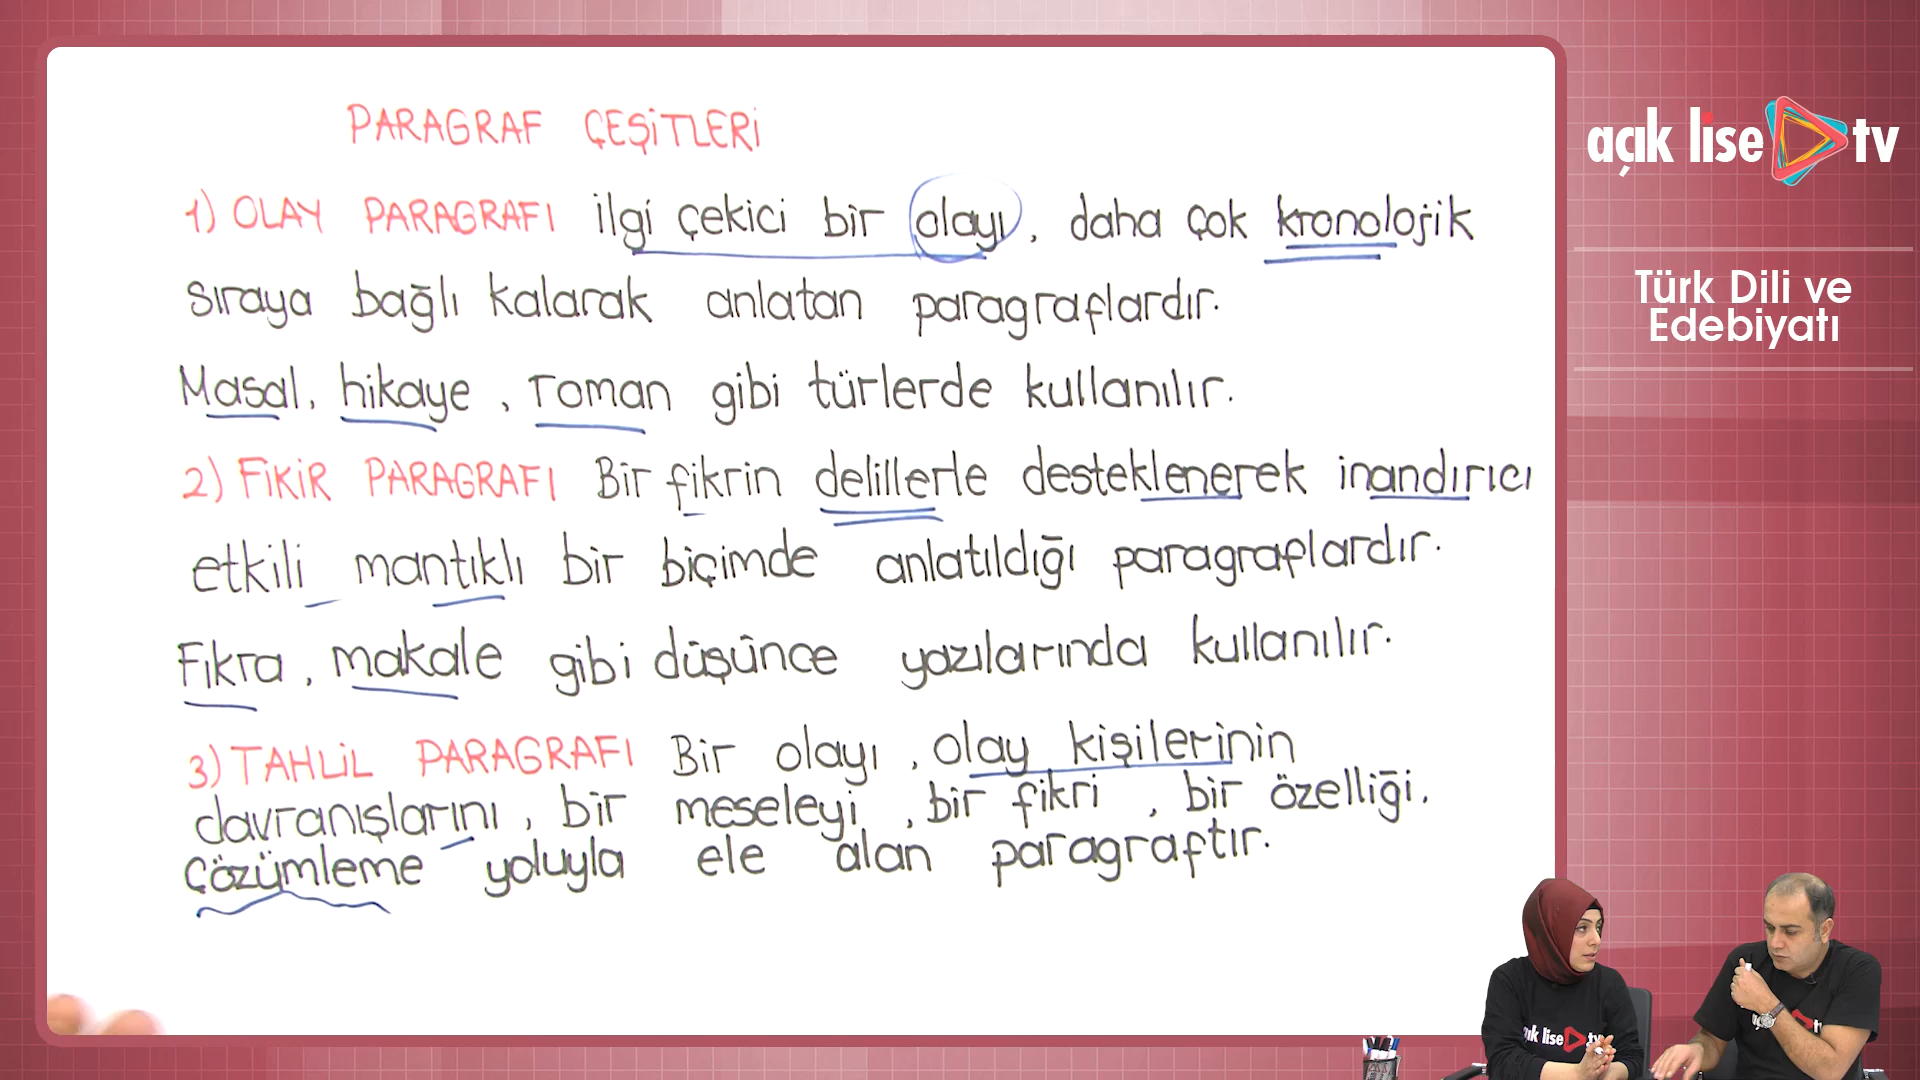 PARAGRAF ÇEŞİTLERİ
1) OLAY PARAGRAFI ilgi çekici bir olayı, daha çok kronolojik
sıraya bağlı kalarak anlatan paragraflardır.
Masal, hikaye, roman gibi türlerde kullanılır.
2) FİKİR PARAGRAFI Bir fikrin delillerle desteklenerek inandırıcı
etkili mantıklı bir biçimde anlatıldığı paragraflardır.
Fıkra, makale gibi düşünce yazılarında kullanılır.
3) TAHLİL PARAGRAFI Bir olayı, olay kişilerinin
davranışlarını, bir meseleyi, bir fikri, bir özelliği,
çözümleme yoluyla ele alan paragraftır.
açık lise tv
Türk Dili ve
Edebiyatı
açık lise tv